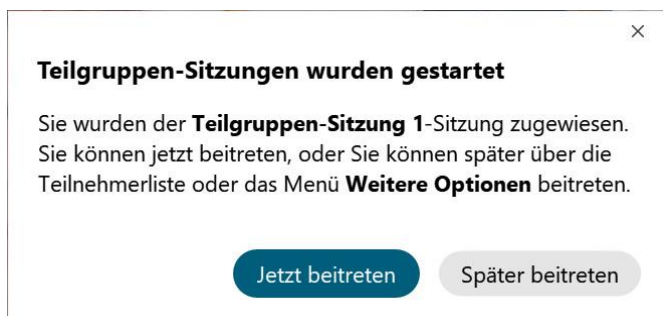 Teilgruppen-Sitzungen wurden gestartet
Sie wurden der Teilgruppen-Sitzung 1-Sitzung zugewiesen.
Sie können jetzt beitreten, oder Sie können später über die
Teilnehmerliste oder das Menü Weitere Optionen beitreten.
Jetzt beitreten Später beitreten